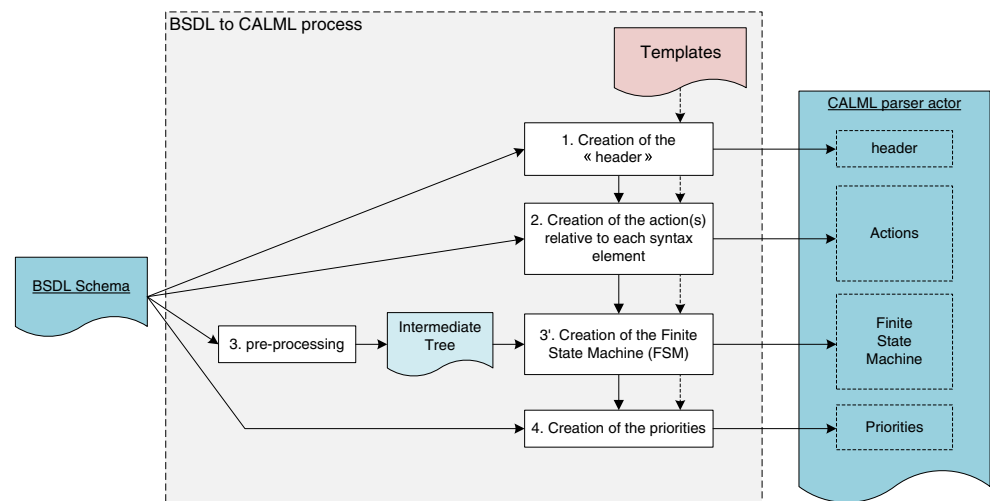 BSDL to CALML process
Templates
CALML parser actor
1. Creation of the
« header»
header
2. Creation of the action(s)
relative to each syntax
element
Actions
BSDL Schema
3. pre-processing
Intermediate
Tree
3'. Creation of the Finite
State Machine (FSM)
Finite
State
Machine
4. Creation of the priorities
Priorities